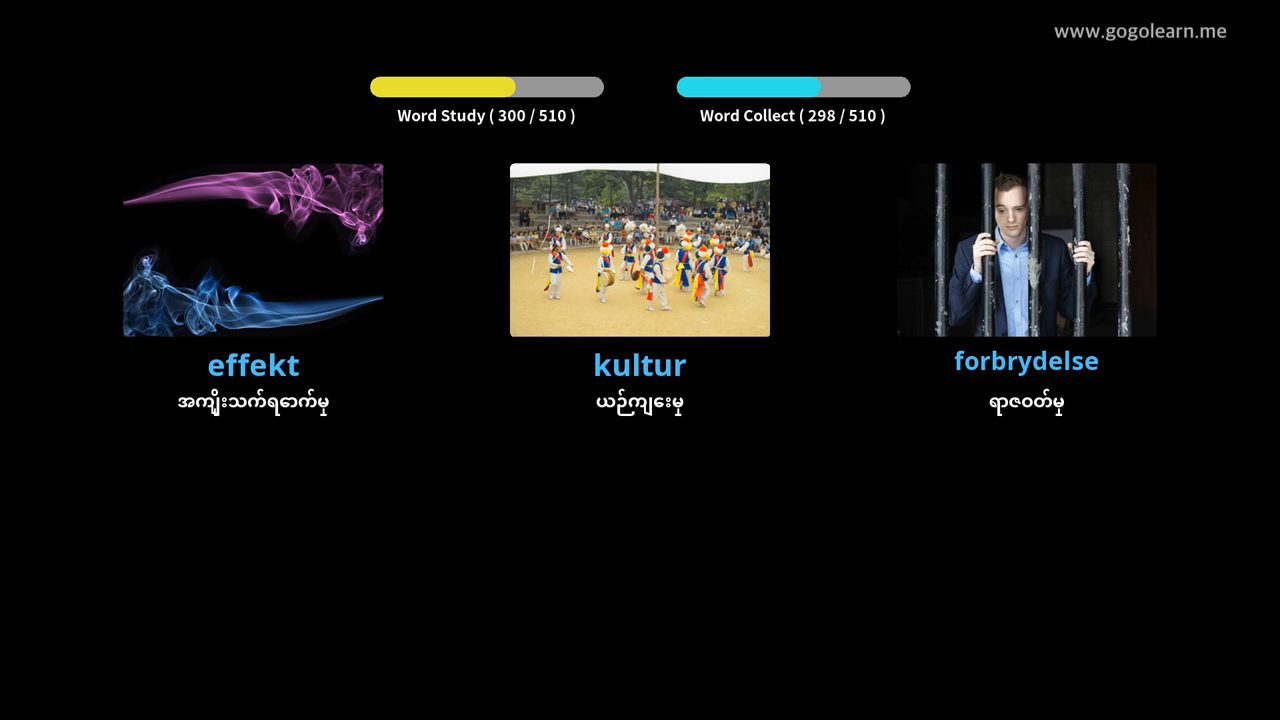 www.gogolearn.me
Word Study ( 300 / 510 )
Word Collect ( 298 / 510 )
effekt
kultur
forbrydelse
အကျိုးသက်ရောက်မှု
ယဉ်ကျေးမှု
ရာဇဝတ်မှု